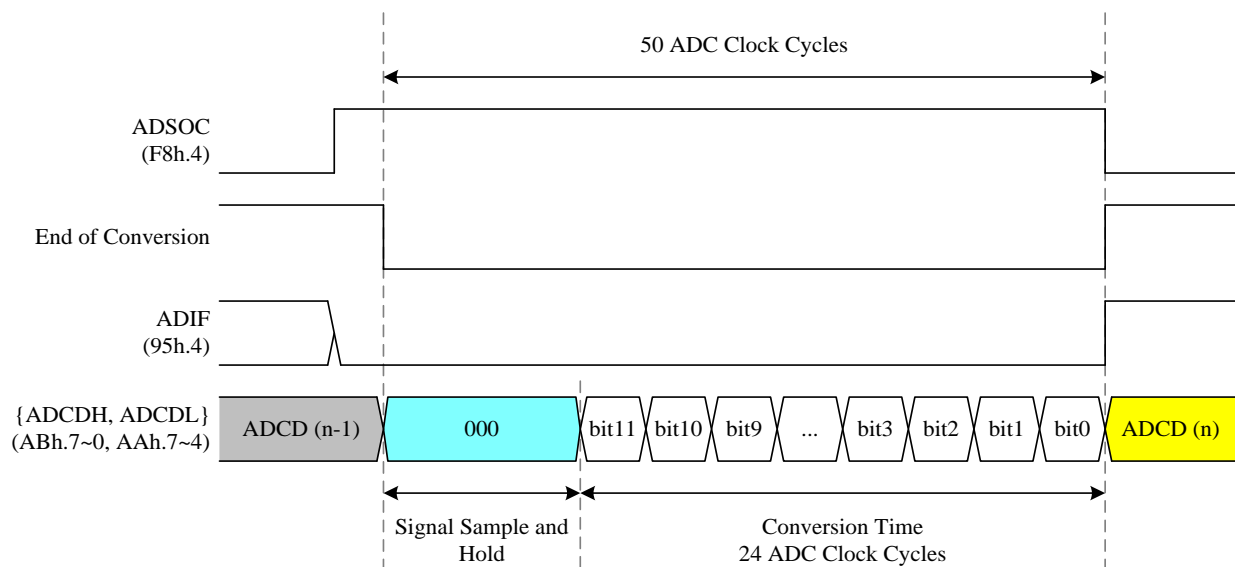 50 ADC Clock Cycles
ADSOC
(F8h.4)
End of Conversion
ADIF
(95h.4)
{ADCDH, ADCDL}
(ABh.7~0, AAh.7~4)
ADCD (n-1)
000
bit11
bit10
bit9
...
bit3
bit2
bit1
bit0
ADCD (n)
Signal Sample and
Hold
Conversion Time
24 ADC Clock Cycles